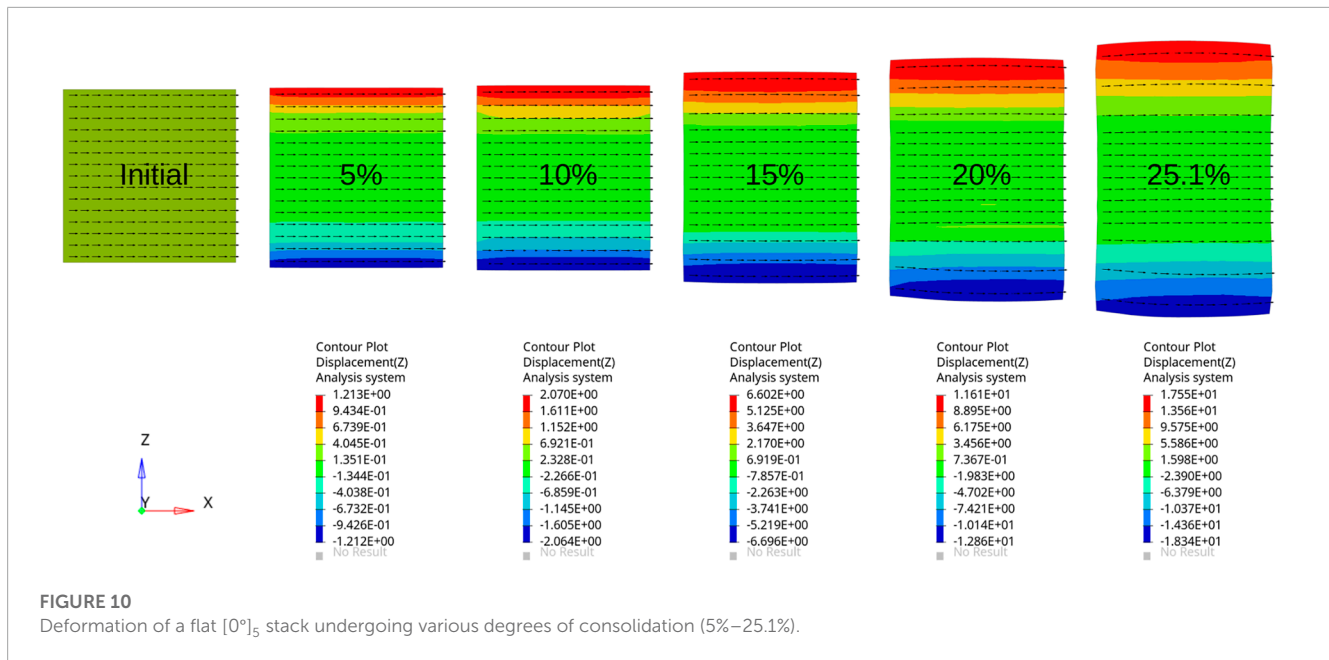 Initial
5%
10%
15%
20%
25.1%
Contour Plot
Displacement(Z)
Analysis system
1.213E+00
9.434E-01
6.739E-01
4.045E-01
1.351E-01
-1.344E-01
-4.038E-01
-6.732E-01
-9.426E-01
-1.212E+00
No Result
Contour Plot
Displacement(Z)
Analysis system
2.070E+00
1.611E+00
1.152E+00
6.921E-01
2.328E-01
-2.266E-01
-6.859E-01
-1.145E+00
-1.605E+00
-2.064E+00
No Result
Contour Plot
Displacement(Z)
Analysis system
6.602E+00
5.125E+00
3.647E+00
2.170E+00
6.919E-01
-7.857E-01
-2.263E+00
-3.741E+00
-5.219E+00
-6.696E+00
No Result
Contour Plot
Displacement(Z)
Analysis system
1.161E+01
8.895E+00
6.175E+00
3.456E+00
7.367E-01
-1.983E+00
-4.702E+00
-7.421E+00
-1.014E+01
-1.286E+01
No Result
Contour Plot
Displacement(Z)
Analysis system
1.755E+01
1.356E+01
9.575E+00
5.586E+00
1.598E+00
-2.390E+00
-6.379E+00
-1.037E+01
-1.436E+01
-1.834E+01
No Result
Z
Y
X
FIGURE 10
Deformation of a flat [0°]₅ stack undergoing various degrees of consolidation (5%–25.1%).